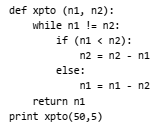 def xpto (n1, n2):
    while n1 != n2:
        if (n1 < n2):
            n2 = n2 - n1
        else:
            n1 = n1 - n2
    return n1
print xpto(50,5)